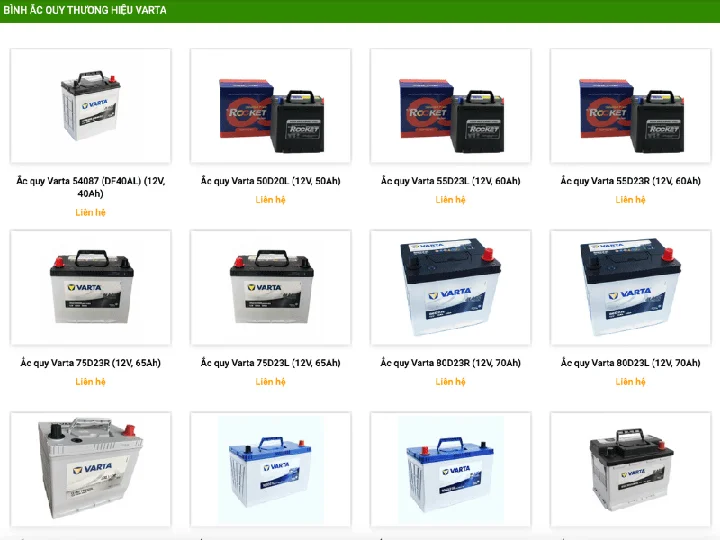 BÌNH ẮC QUY THƯƠNG HIỆU VARTA
VARTA
ROCKET
ROCKET
ROCKET
ROCKET
ROCKET
ROCKET
Ắc quy Varta 54087 (DF40AL) (12V,
40Ah)
Liên hệ
Ắc quy Varta 50D20L (12V, 50Ah)
Liên hệ
Ắc quy Varta 55D23L (12V, 60Ah)
Liên hệ
Ắc quy Varta 55D23R (12V, 60Ah)
Liên hệ
VARTA
VARTA
VARTA
VARTA
Ắc quy Varta 75D23R (12V, 65Ah)
Liên hệ
Ắc quy Varta 75D23L (12V, 65Ah)
Liên hệ
Ắc quy Varta 80D23R (12V, 70Ah)
Liên hệ
Ắc quy Varta 80D23L (12V, 70Ah)
Liên hệ
VARTA
VARTA
VARTA
VARTA